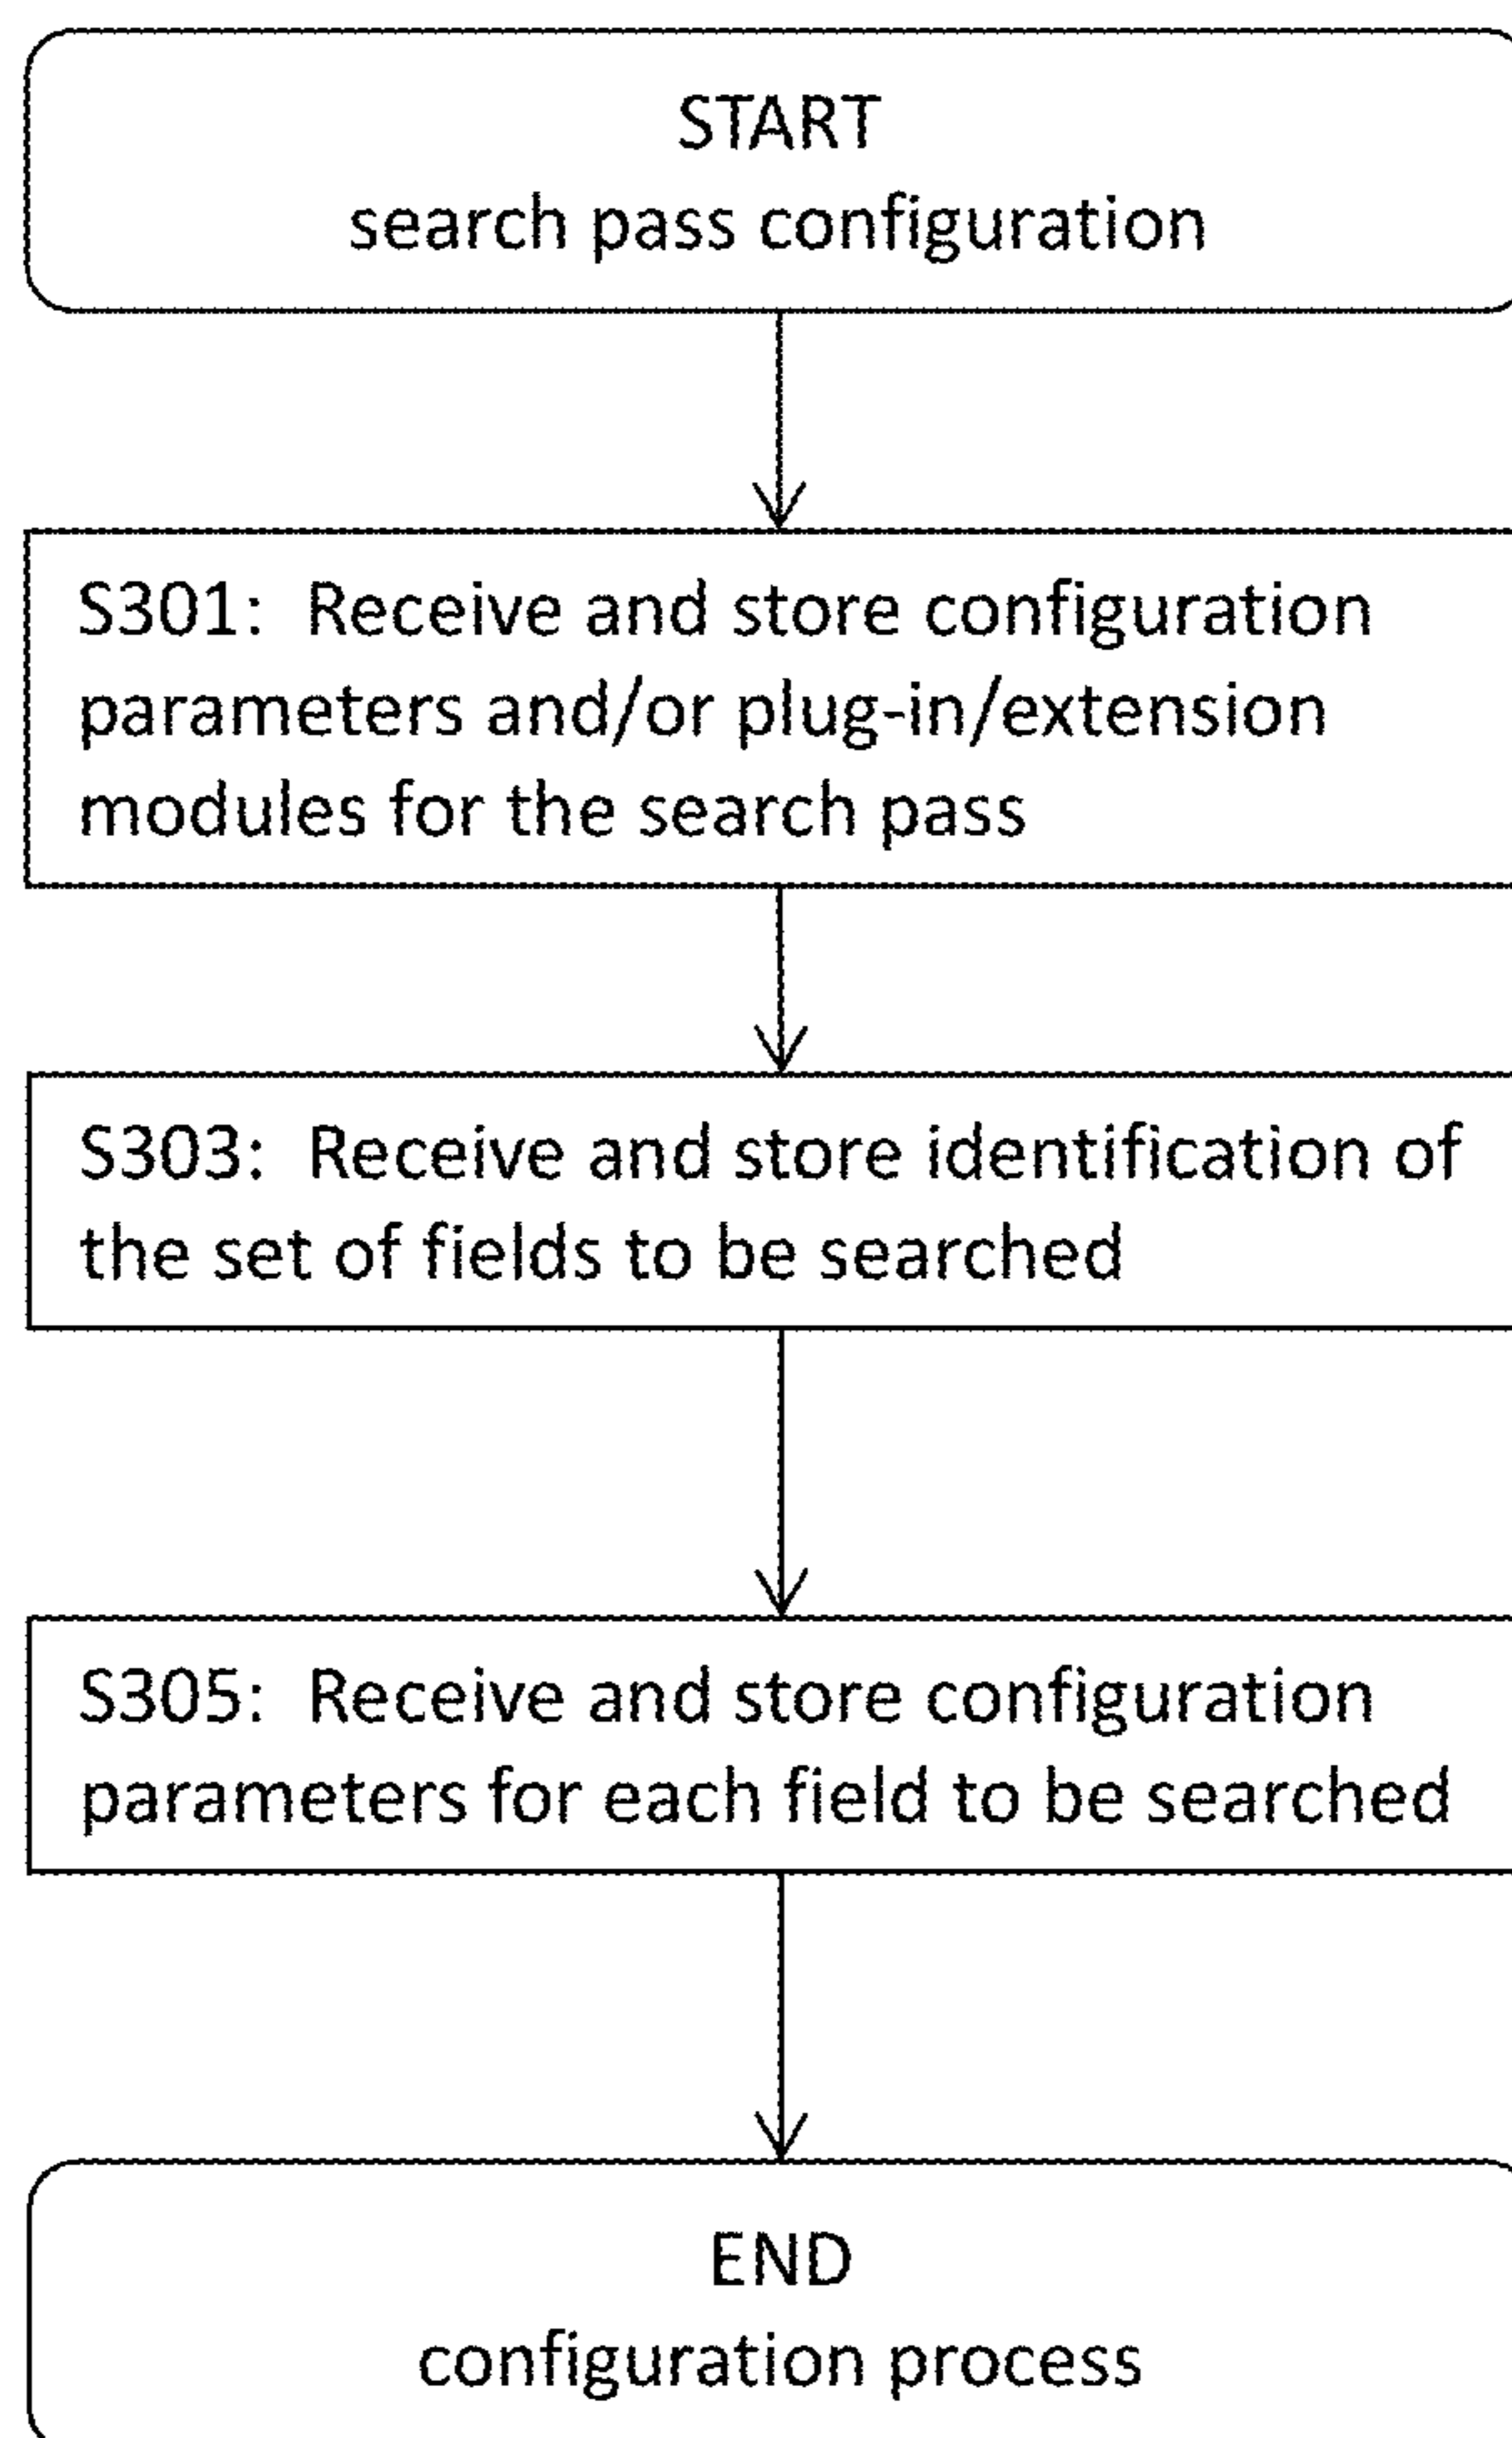 START
search pass configuration
S301: Receive and store configuration
parameters and/or plug-in/extension
modules for the search pass
S303: Receive and store identification of
the set of fields to be searched
S305: Receive and store configuration
parameters for each field to be searched
END
configuration process